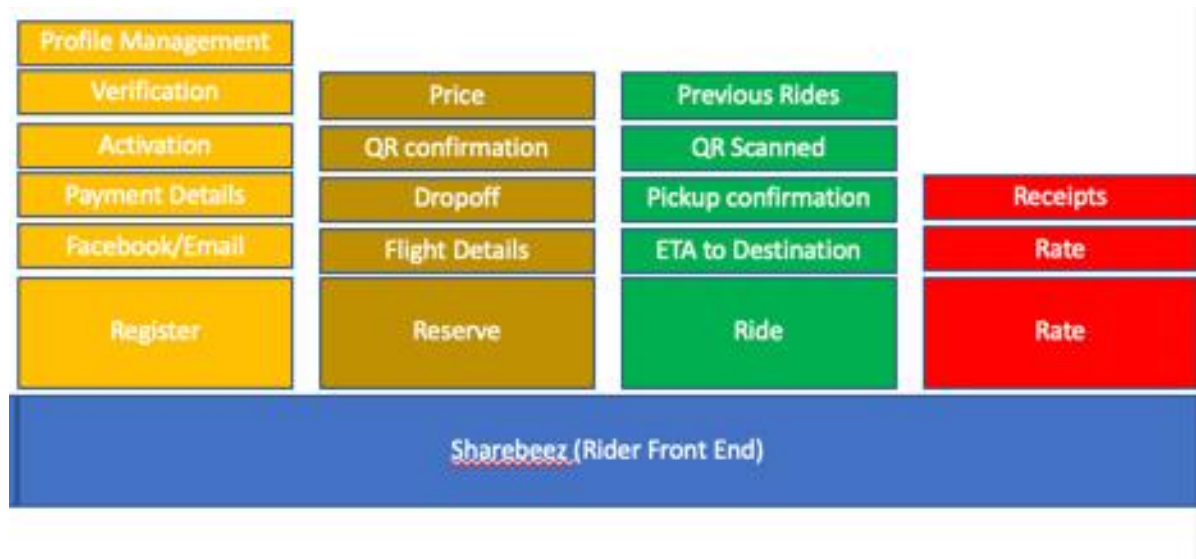 Profile Management
Verification
Activation
Payment Details
Facebook/Email
Register
Price
QR confirmation
Dropoff
Flight Details
Reserve
Previous Rides
QR Scanned
Pickup confirmation
ETA to Destination
Ride
Receipts
Rate
Rate
Sharebeez (Rider Front End)